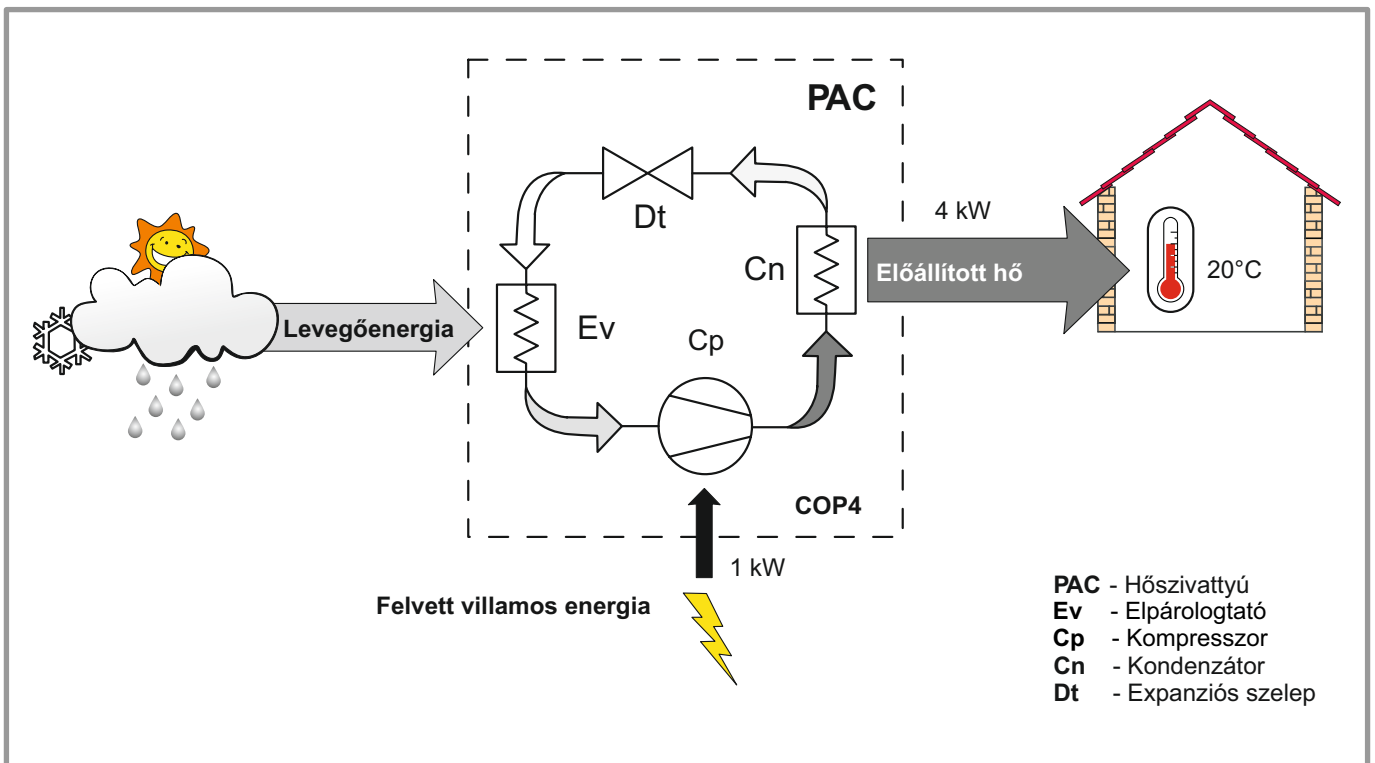 PAC
Dt
4 kW
Cn
Előállított hő
20°C
Levegőenergia
Ev
Cp
COP4
1 kW
Felvett villamos energia
PAC - Hőszivattyú
Ev - Elpárologtató
Cp - Kompresszor
Cn - Kondenzátor
Dt - Expanziós szelep